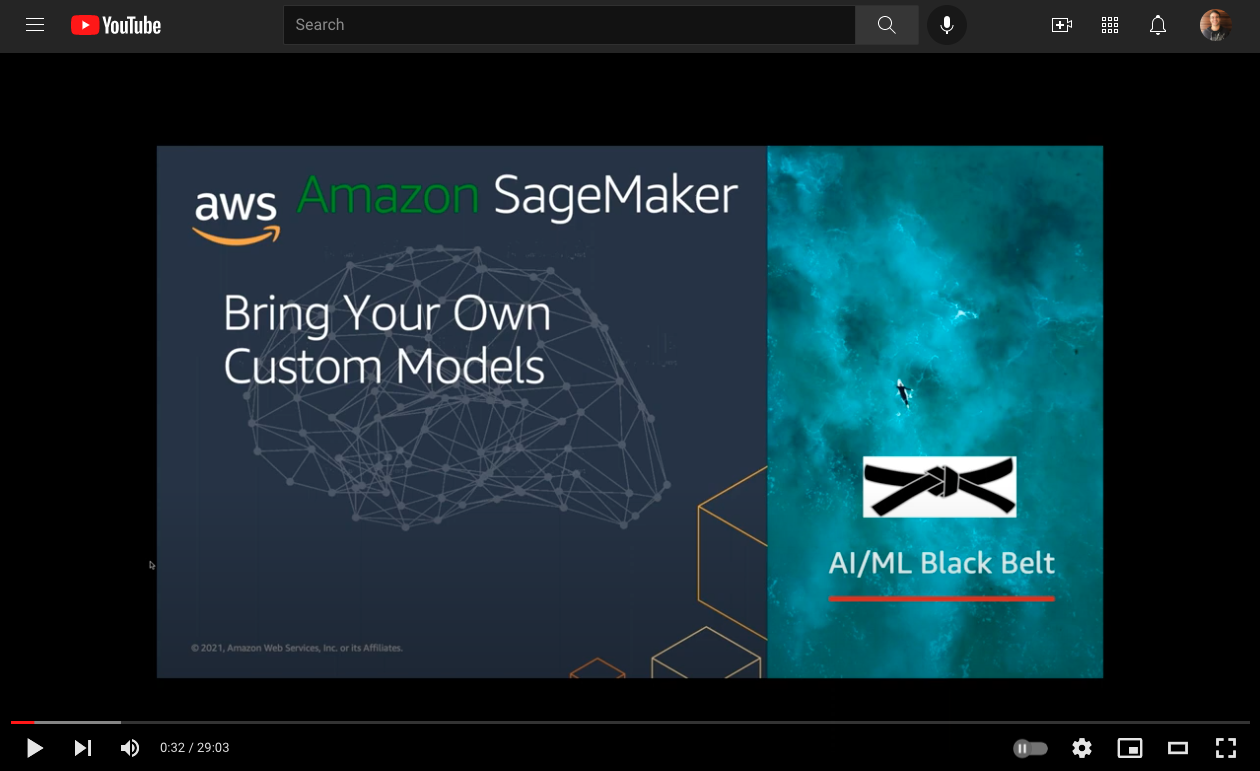 YouTube
Search
aws Amazon SageMaker
Bring Your Own
Custom Models
AI/ML Black Belt
© 2021, Amazon Web Services, Inc. or its Affiliates.
0:32 / 29:03